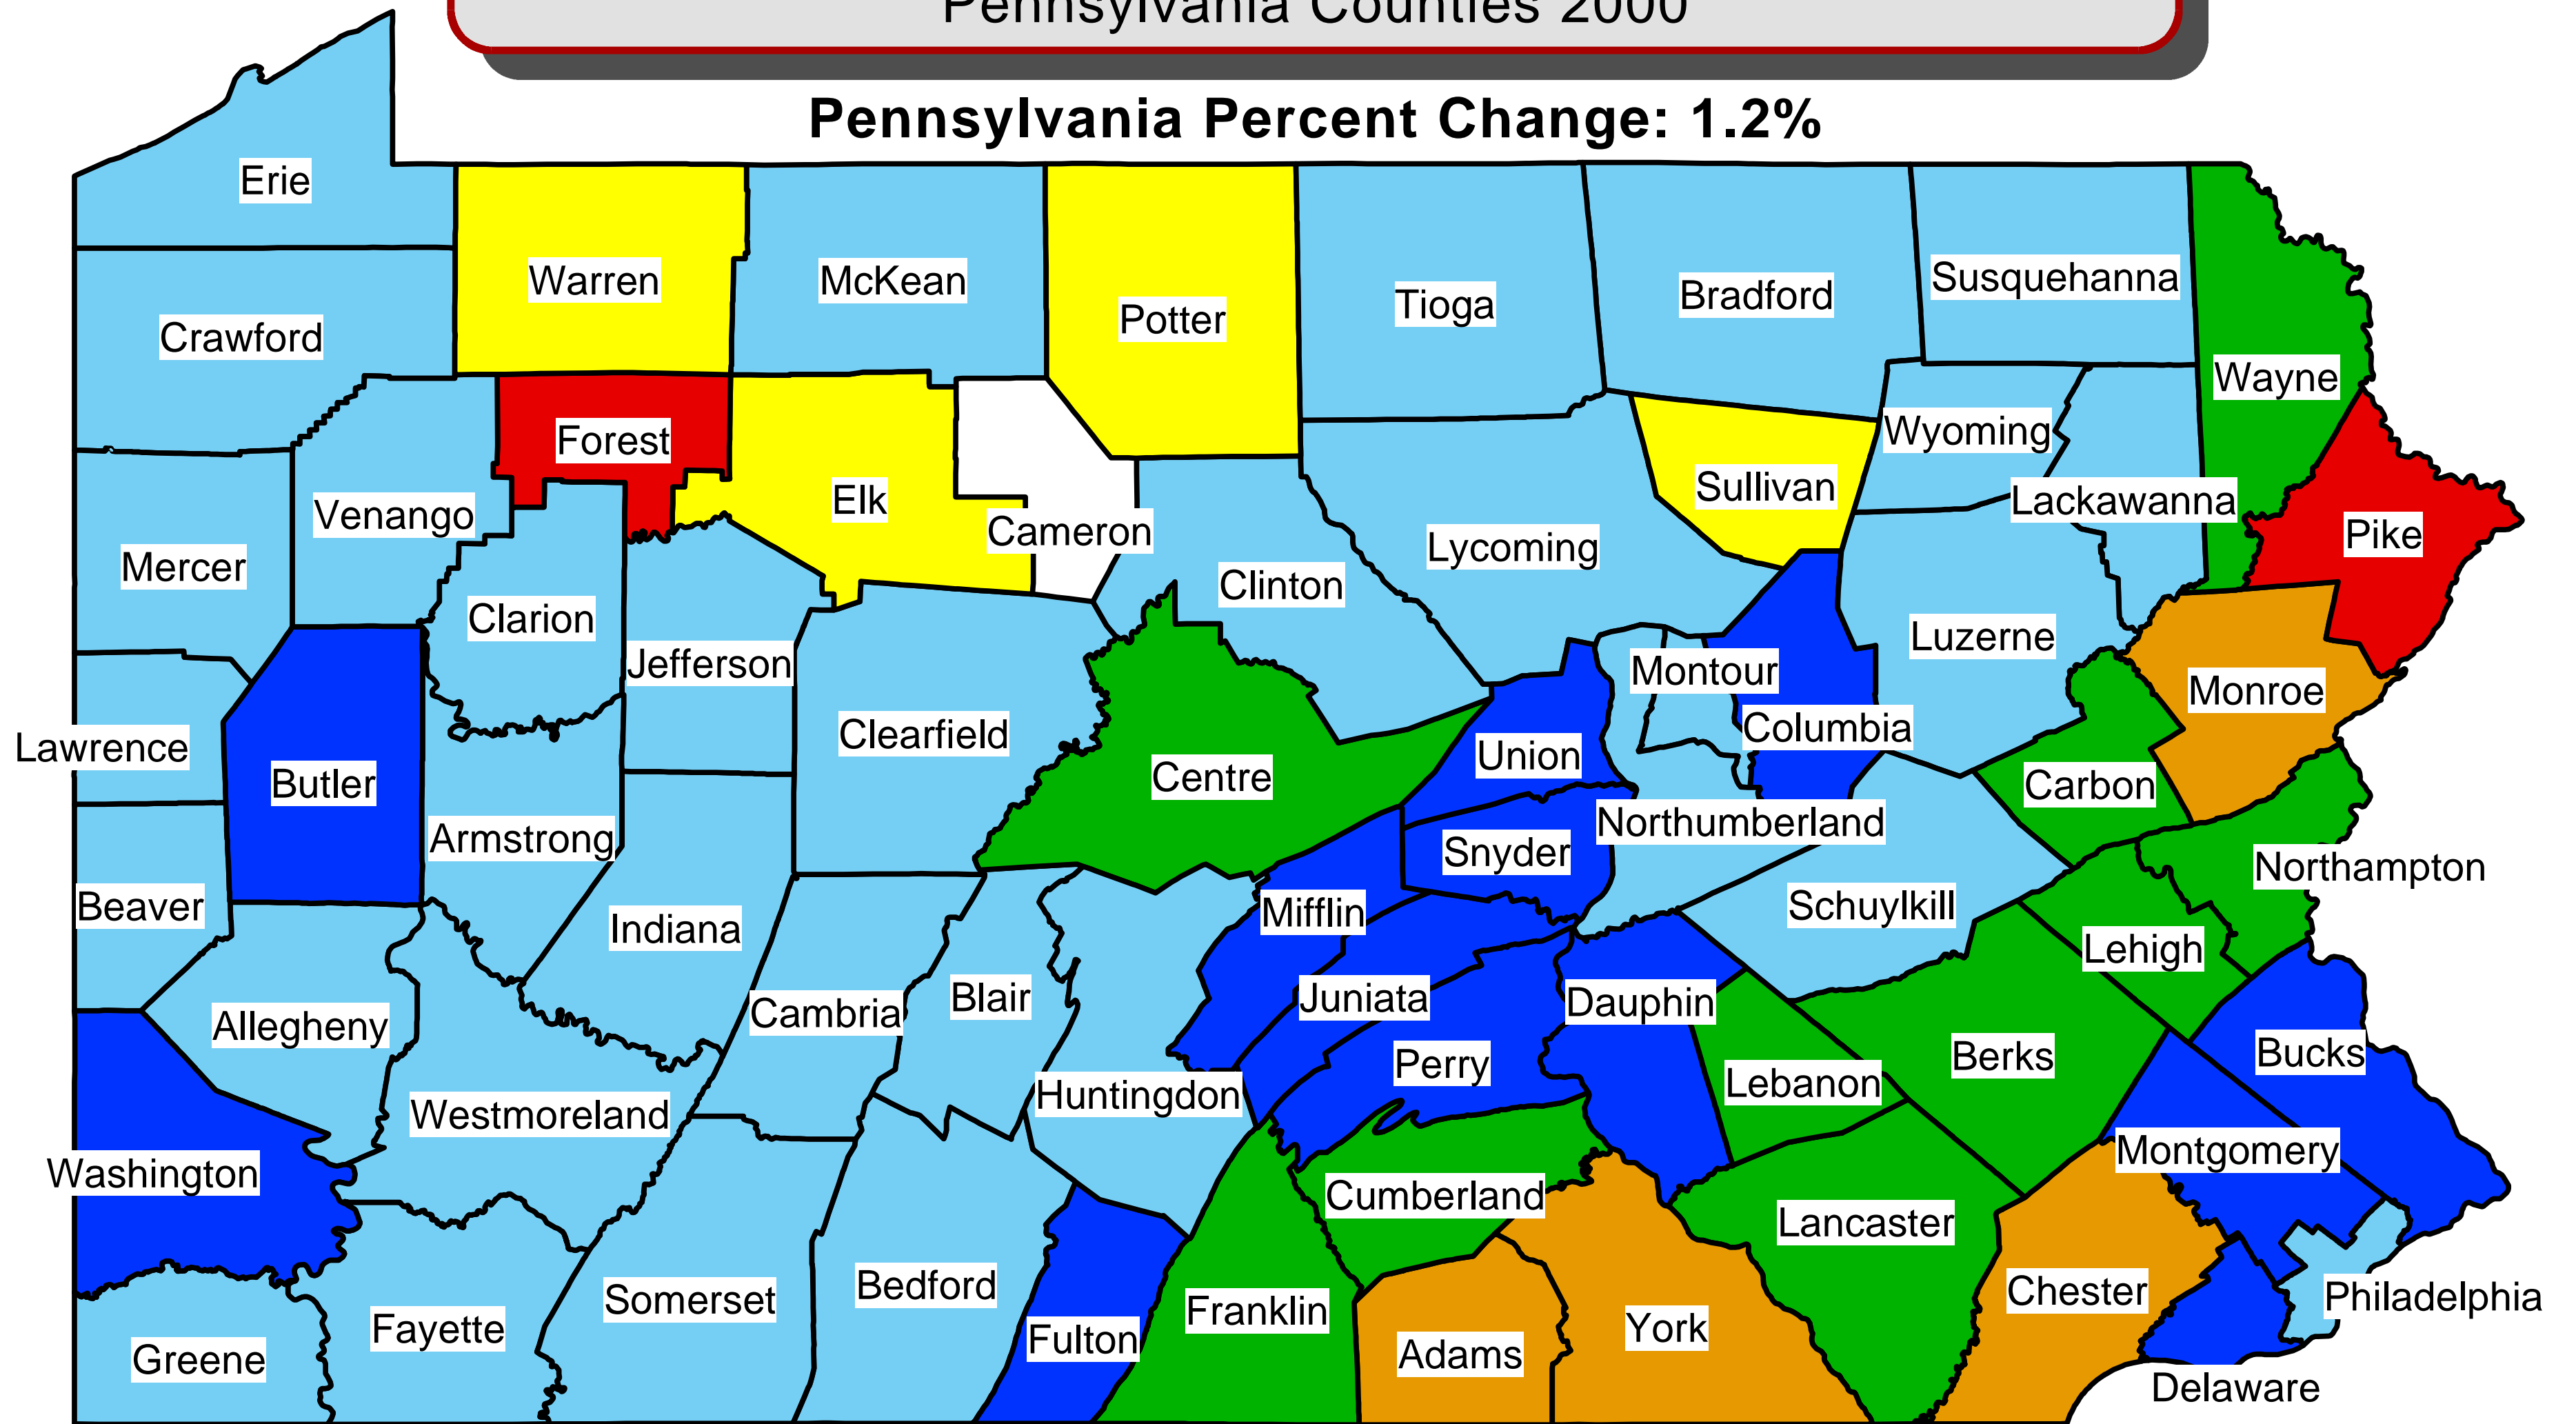 Pennsylvania Counties 2000
Pennsylvania Percent Change: 1.2%
Erie
Warren
McKean
Potter
Tioga
Bradford
Susquehanna
Crawford
Wayne
Forest
Wyoming
Venango
Elk
Cameron
Sullivan
Lackawanna
Pike
Mercer
Clarion
Clinton
Lycoming
Jefferson
Montour
Luzerne
Monroe
Lawrence
Butler
Clearfield
Centre
Union
Columbia
Carbon
Armstrong
Snyder
Northumberland
Northampton
Beaver
Indiana
Mifflin
Schuylkill
Lehigh
Allegheny
Cambria
Blair
Juniata
Dauphin
Berks
Bucks
Westmoreland
Huntingdon
Perry
Lebanon
Washington
Cumberland
Lancaster
Montgomery
Greene
Fayette
Somerset
Bedford
Fulton
Franklin
Adams
York
Chester
Philadelphia
Delaware